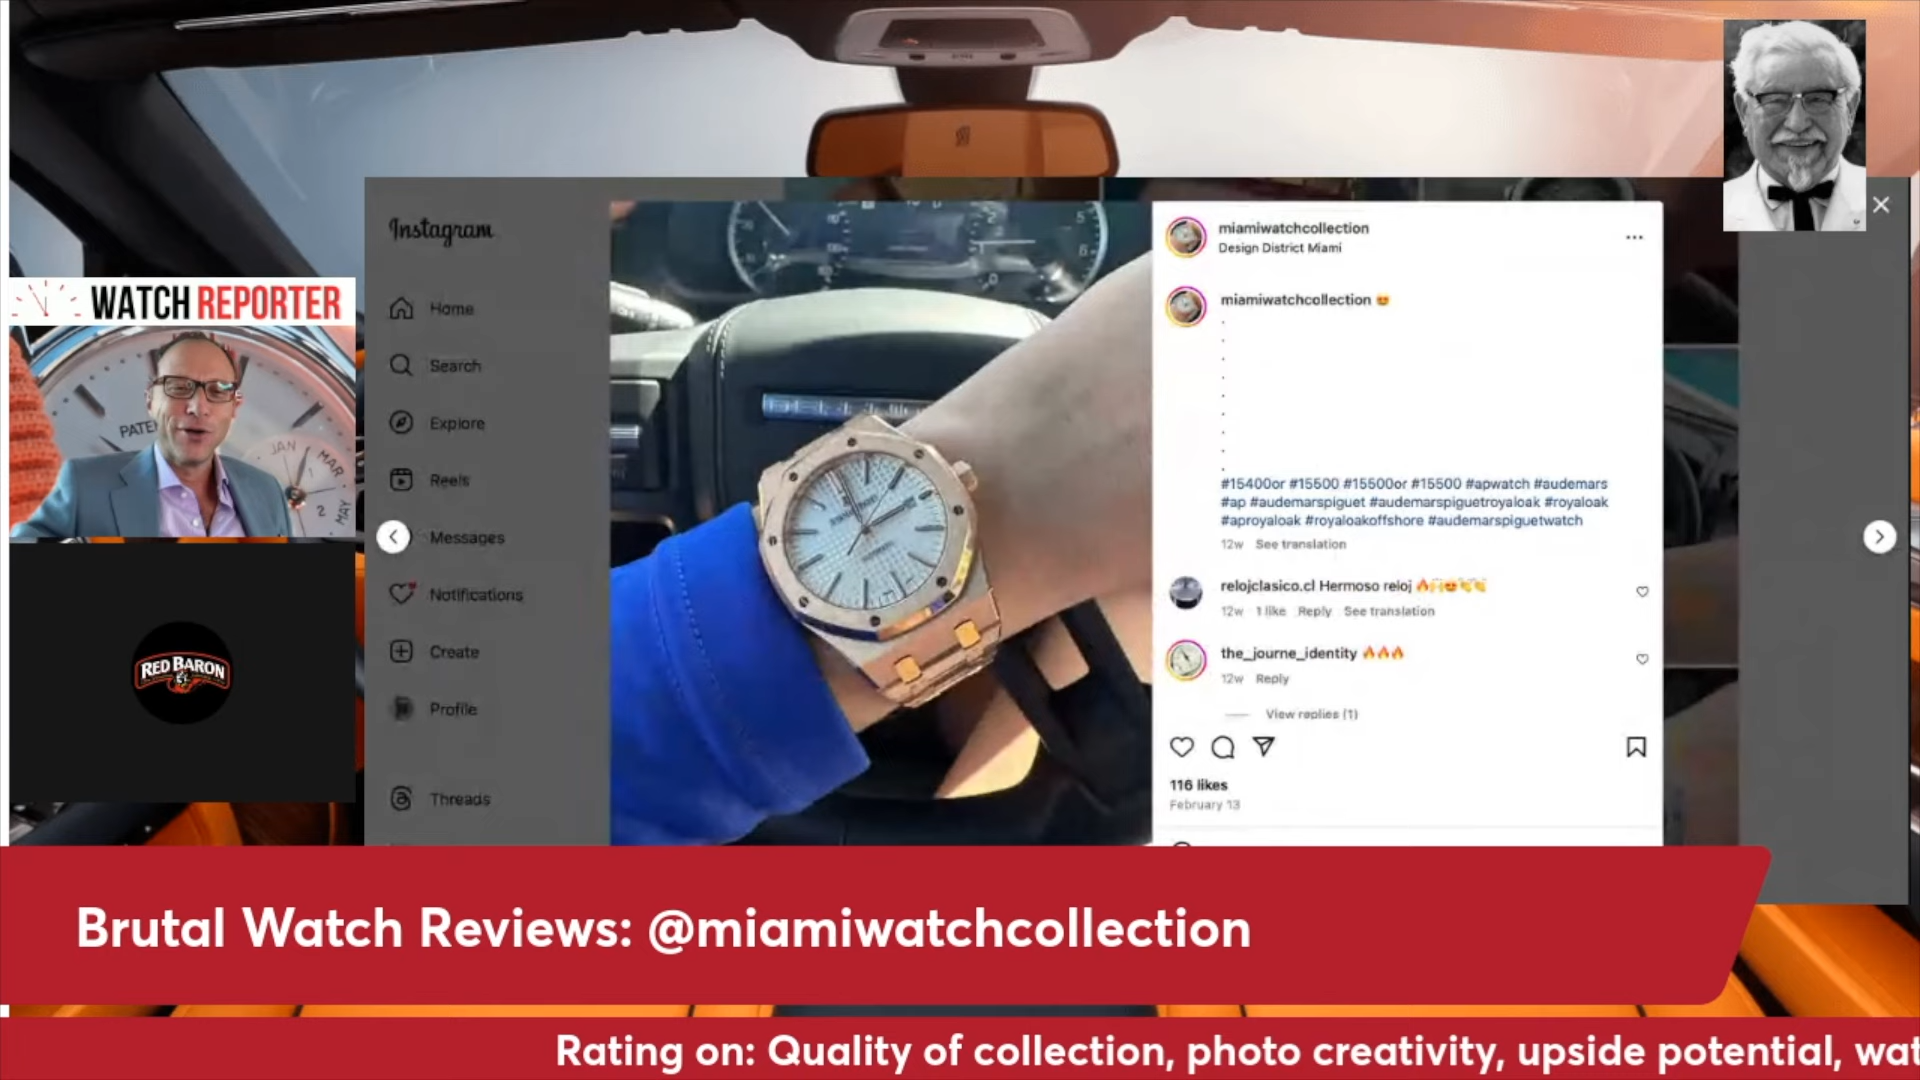 WATCH REPORTER
PATE
JAN
MAR
1
2
MAY
RED BARON
Instagram
Home
Search
Explore
Reels
Messages
Notifications
Create
Profile
Threads
miamiwatchcollection
Design District Miami
miamiwatchcollection 😍
.
.
.
.
.
.
.
.
.
#15400or #15500 #15500or #15500 #apwatch #audemars
#ap #audemarspiguet #audemarspiguetroyaloak #royaloak
#aproyaloak #royaloakoffshore #audemarspiguetwatch
12w See translation
relojclasico.cl Hermoso reloj 🔥🙌😍👏👏
12w 1 like Reply See translation
the_journe_identity 🔥🔥🔥
12w Reply
View replies (1)
116 likes
February 13
Brutal Watch Reviews: @miamiwatchcollection
Rating on: Quality of collection, photo creativity, upside potential, wat